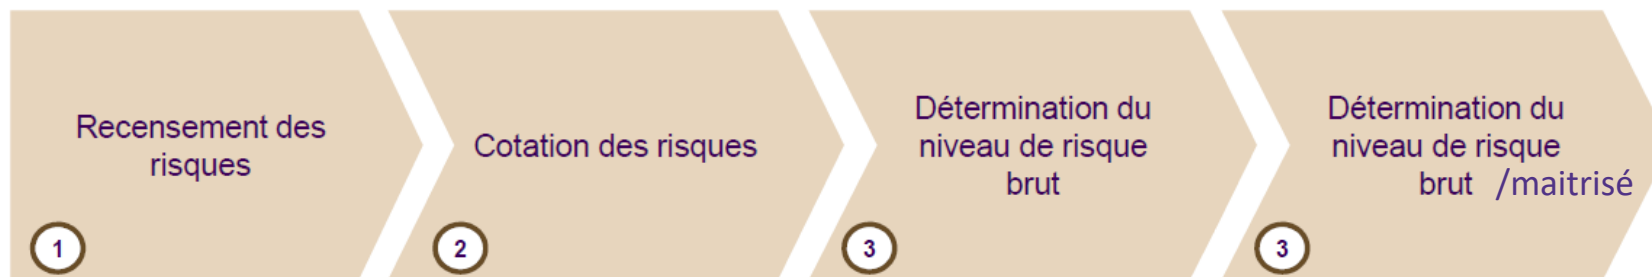 Recensement des
risques
1
Cotation des risques
2
Détermination du
niveau de risque
brut
3
Détermination du
niveau de risque
brut /maitrisé
3